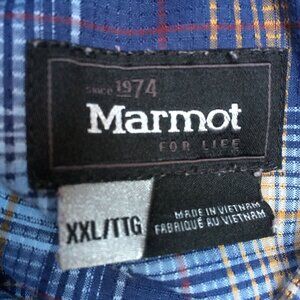 since 1974
Marmot
FOR LIFE
XXL/TTG
MADE IN VIETNAM
FABRIQUÉ AU VIETNAM